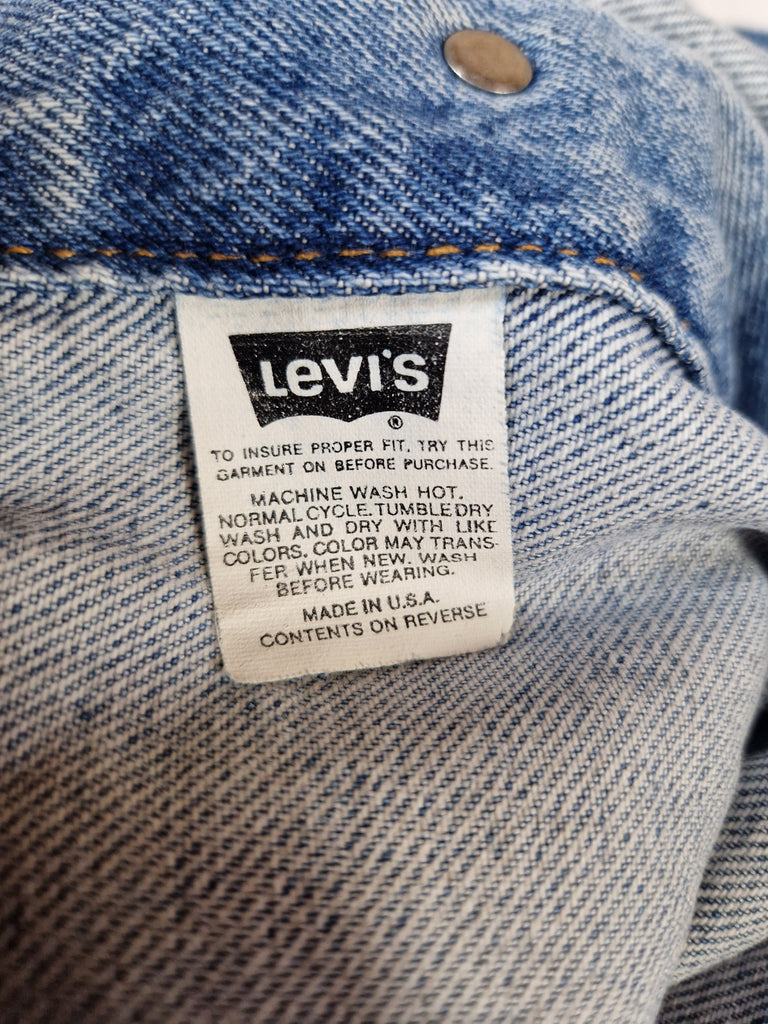 Levi's
®
TO INSURE PROPER FIT, TRY THIS
GARMENT ON BEFORE PURCHASE.
MACHINE WASH HOT,
NORMAL CYCLE. TUMBLE DRY
WASH AND DRY WITH LIKE
COLORS. COLOR MAY TRANS-
FER WHEN NEW. WASH
BEFORE WEARING.
MADE IN U.S.A.
CONTENTS ON REVERSE